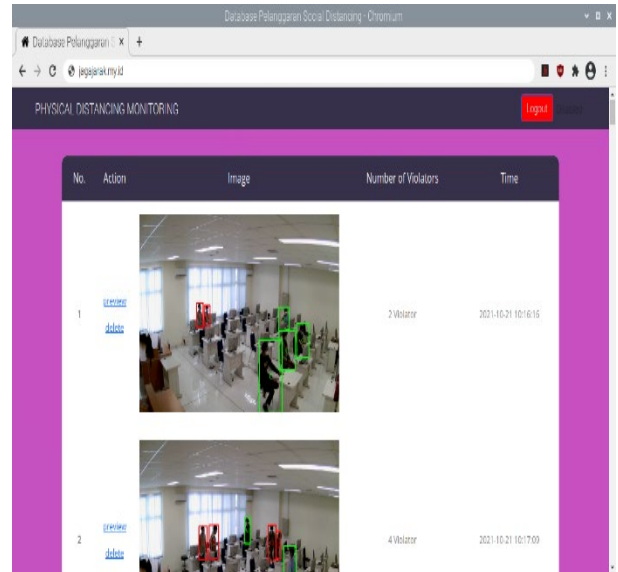 Database Pelanggaran Social Distancing - Chromium
Database Pelanggaran S
jagajarak.my.id
PHYSICAL DISTANCING MONITORING
Logout
No. Action Image Number of Violators Time
1 preview delete 2 Violator 2021-10-21 10:16:16
2 preview delete 4 Violator 2021-10-21 10:17:09